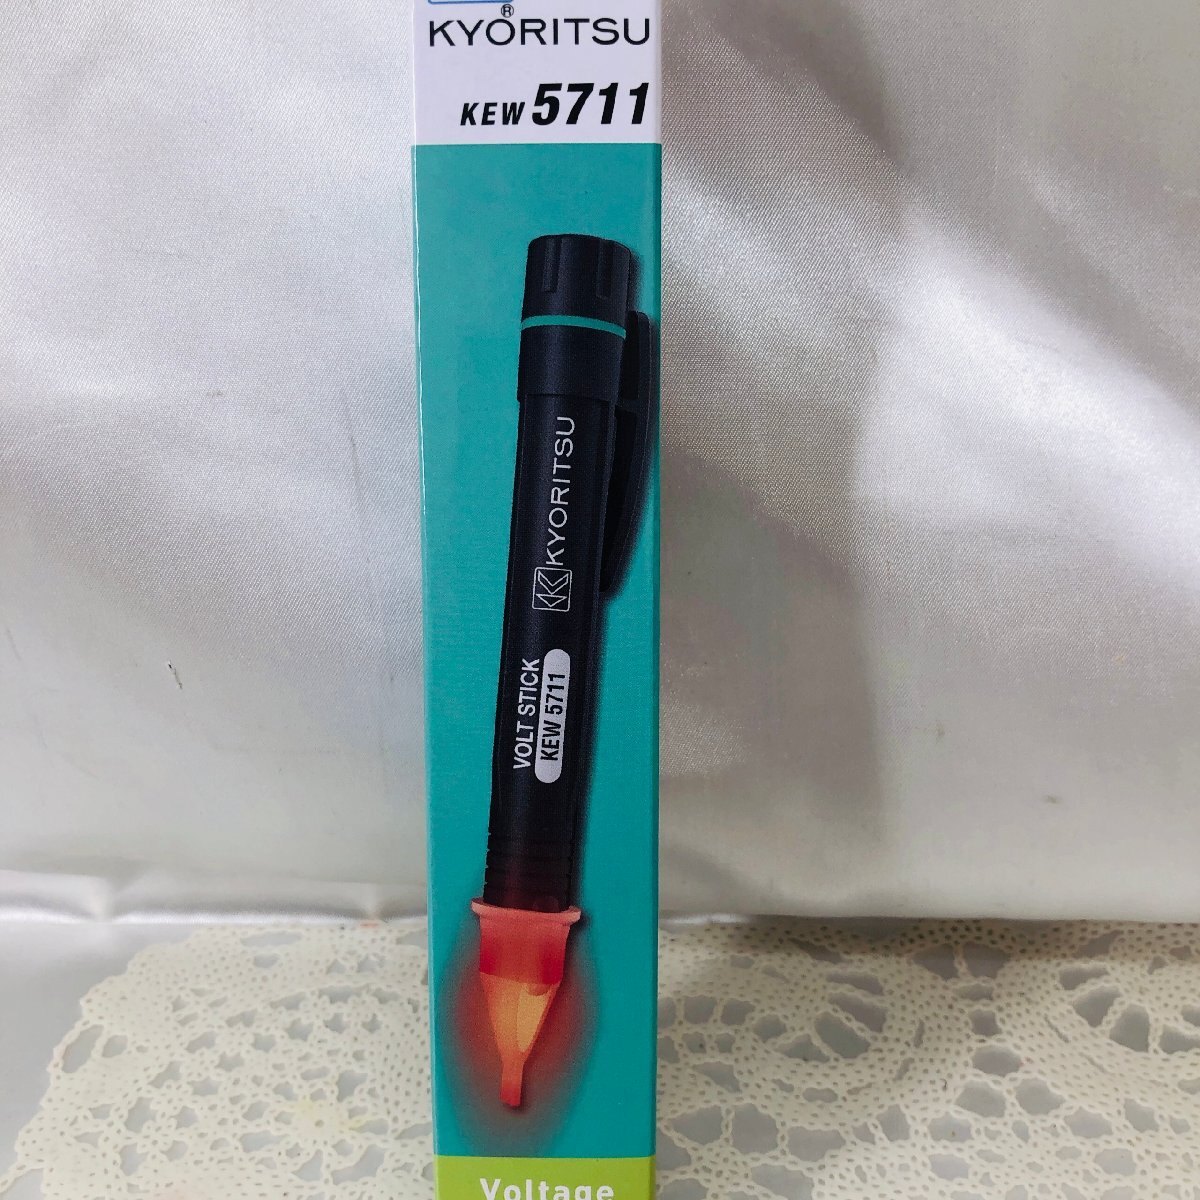 ®
KYORITSU
KEW 5711
KYORITSU
VOLT STICK
KEW 5711
Voltage